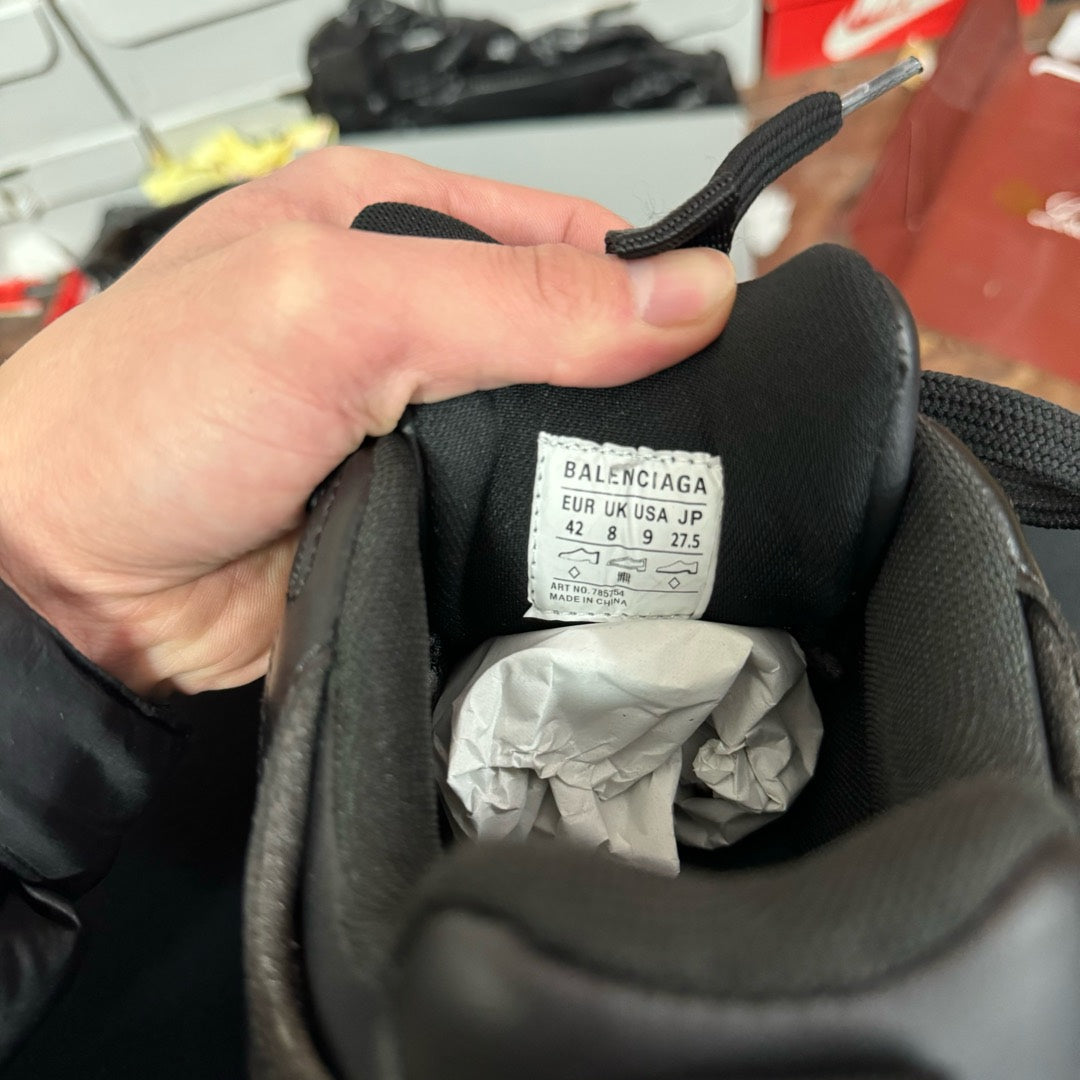 BALENCIAGA
EUR UK USA JP
42 8 9 27.5
ART NO. 785754
MADE IN CHINA